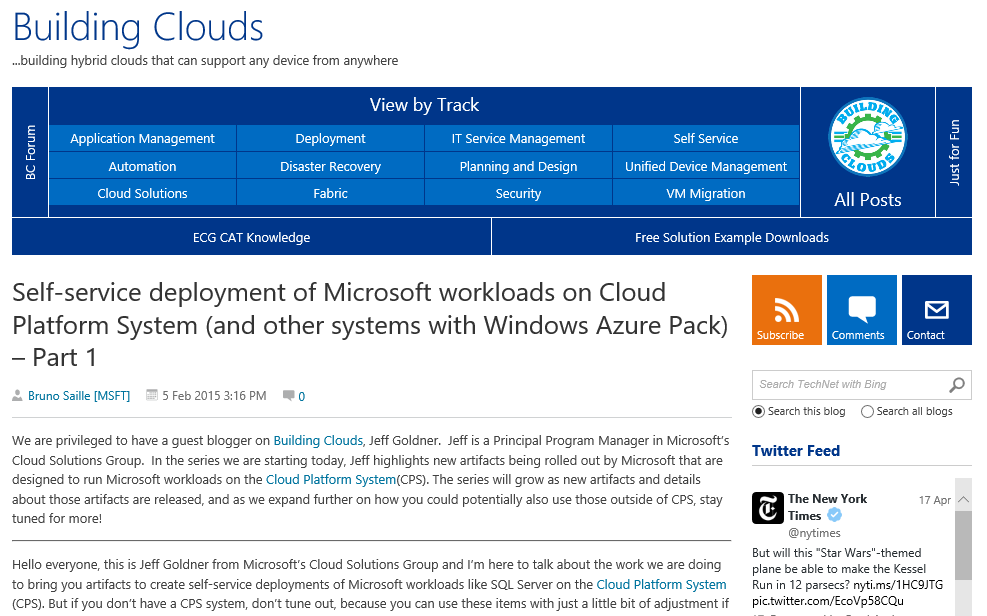 Building Clouds
...building hybrid clouds that can support any device from anywhere
BC Forum
View by Track
Application Management
Deployment
IT Service Management
Self Service
Automation
Disaster Recovery
Planning and Design
Unified Device Management
Cloud Solutions
Fabric
Security
VM Migration
BUILDING
CLOUDS
All Posts
Just for Fun
ECG CAT Knowledge
Free Solution Example Downloads
Self-service deployment of Microsoft workloads on Cloud
Platform System (and other systems with Windows Azure Pack)
– Part 1
Bruno Saille [MSFT]
5 Feb 2015 3:16 PM
0
We are privileged to have a guest blogger on Building Clouds, Jeff Goldner.  Jeff is a Principal Program Manager in Microsoft's
Cloud Solutions Group.  In the series we are starting today, Jeff highlights new artifacts being rolled out by Microsoft that are
designed to run Microsoft workloads on the Cloud Platform System(CPS). The series will grow as new artifacts and details
about those artifacts are released, and as we expand further on how you could potentially also use those outside of CPS, stay
tuned for more!
Hello everyone, this is Jeff Goldner from Microsoft's Cloud Solutions Group and I'm here to talk about the work we are doing
to bring you artifacts to create self-service deployments of Microsoft workloads like SQL Server on the Cloud Platform System
(CPS). But if you don't have a CPS system, don't tune out, because you can use these items with just a little bit of adjustment if
Subscribe
Comments
Contact
Search TechNet with Bing
Search this blog
Search all blogs
Twitter Feed
The New York
Times
17 Apr
@nytimes
But will this "Star Wars"-themed
plane be able to make the Kessel
Run in 12 parsecs? nyti.ms/1HC9JTG
pic.twitter.com/EcoVp58CQu